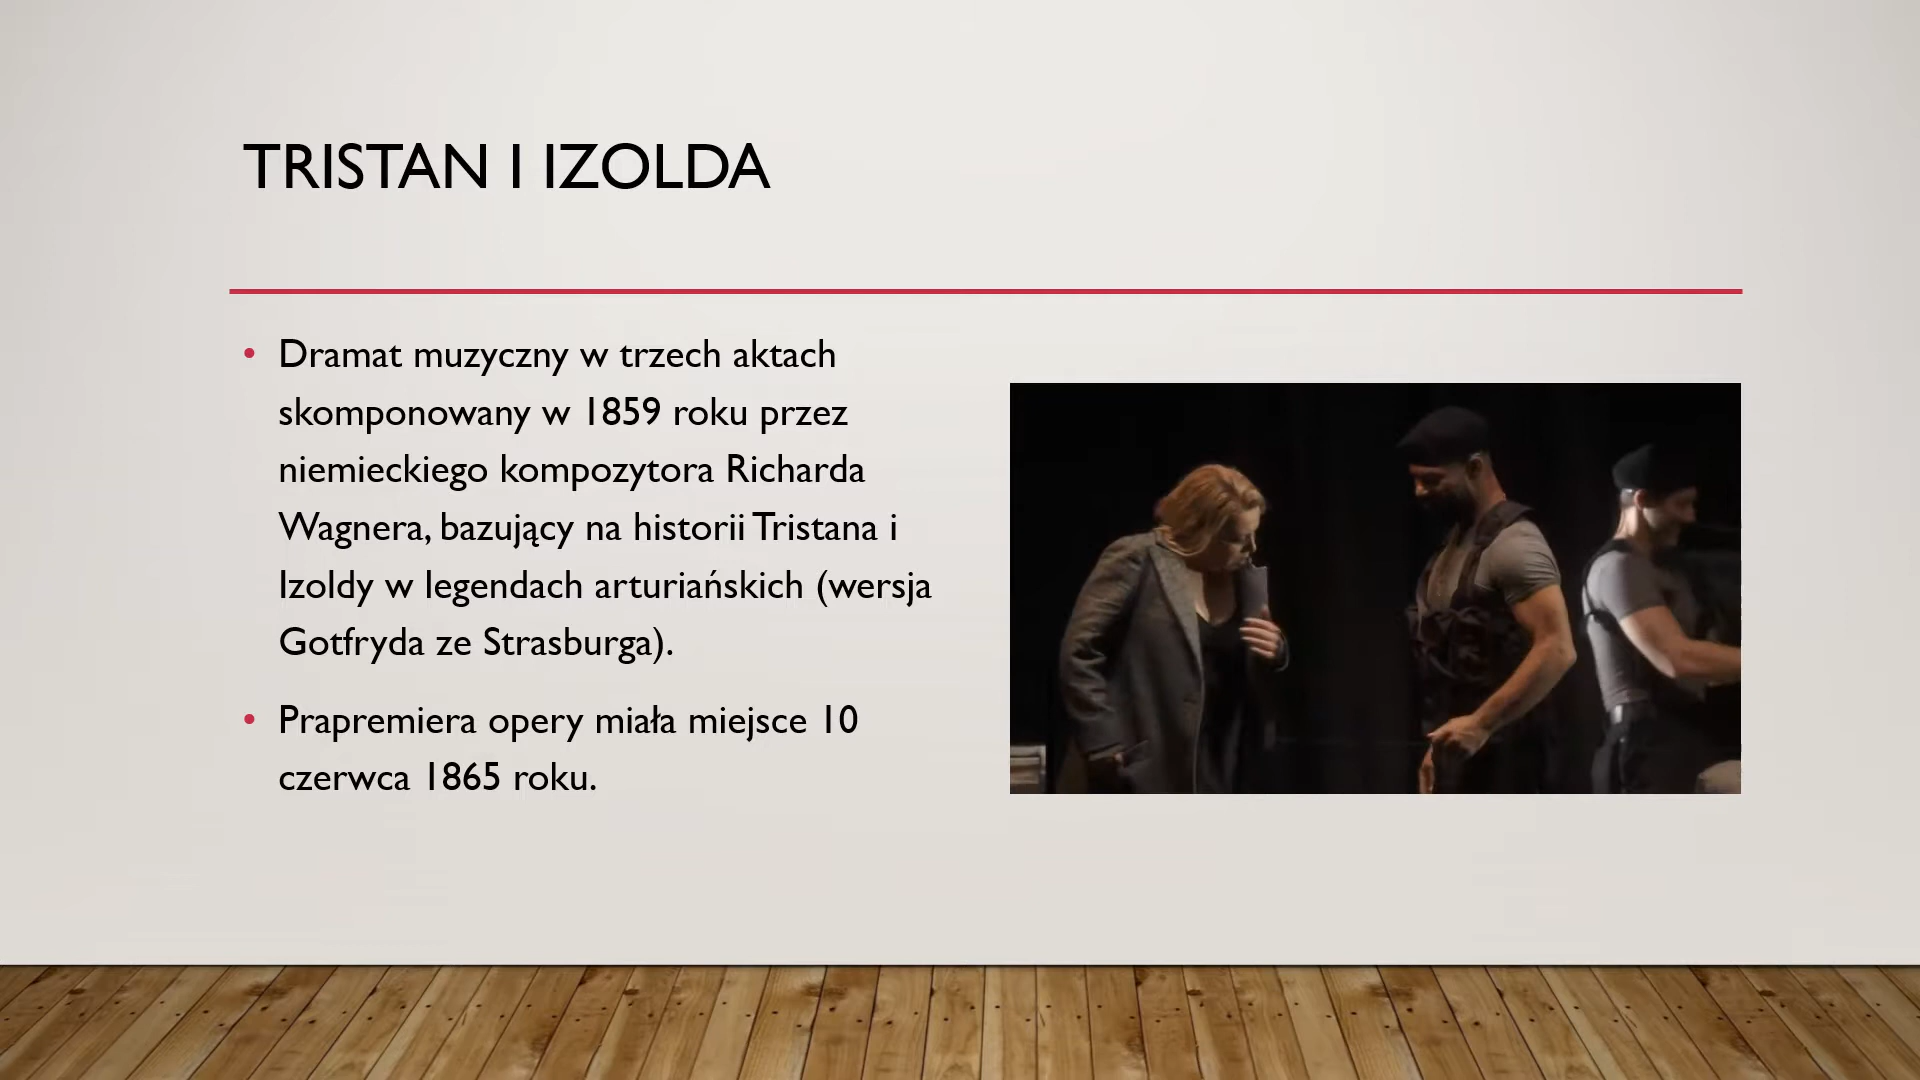 TRISTAN I IZOLDA
• Dramat muzyczny w trzech aktach
skomponowany w 1859 roku przez
niemieckiego kompozytora Richarda
Wagnera, bazujący na historii Tristana i
Izoldy w legendach arturiańskich (wersja
Gotfryda ze Strasburga).
• Prapremiera opery miała miejsce 10
czerwca 1865 roku.